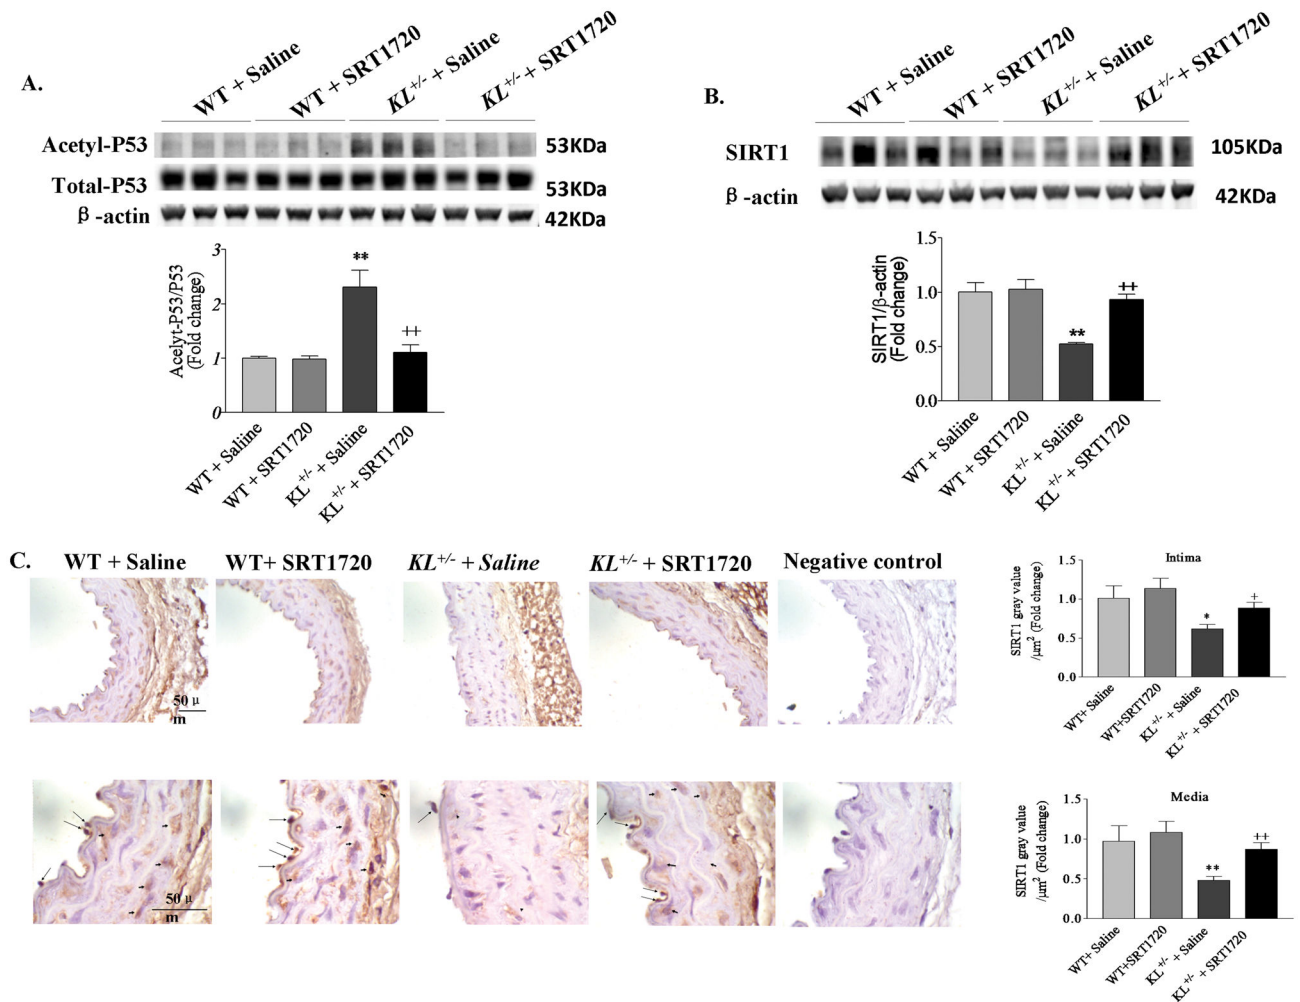 A.
WT + Saline
WT + SRT1720
KL+/- + Saline
KL+/- + SRT1720
Acetyl-P53
53KDa
Total-P53
53KDa
β-actin
42KDa
Acelyt-P53/P53
(Fold change)
3
2
1
0
**
++
WT + Saliine
WT + SRT1720
KL+/- + Saliine
KL+/- + SRT1720
B.
WT + Saline
WT + SRT1720
KL+/- + Saline
KL+/- + SRT1720
SIRT1
105KDa
β-actin
42KDa
SIRT1/β-actin
(Fold change)
1.5
1.0
0.5
0.0
**
++
WT + Saliine
WT + SRT1720
KL+/- + Saliine
KL+/- + SRT1720
C.
WT + Saline
WT+ SRT1720
KL+/- + Saline
KL+/- + SRT1720
Negative control
50 μ
m
50 μ
m
Intima
SIRT1 gray value
/μm2 (Fold change)
1.5
1.0
0.5
0.0
*
+
WT+ Saline
WT+SRT1720
KL+/- + Saline
KL+/- + SRT1720
Media
SIRT1 gray value
/μm2 (Fold change)
1.5
1.0
0.5
0.0
**
++
WT+ Saline
WT+SRT1720
KL+/- + Saline
KL+/- + SRT1720